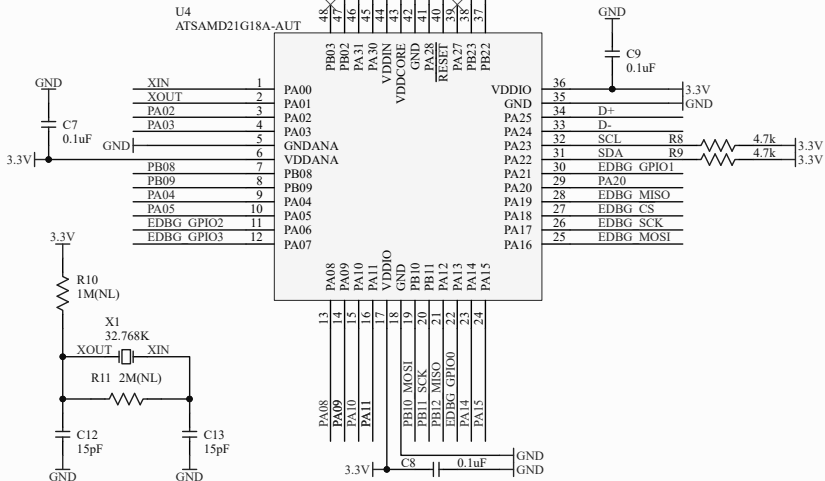 U4
ATSAMD21G18A-AUT
48 47 46 45 44 43 42 41 40 39 38 37
PB03 PB02 PA31 PA30 VDDIN VDDCORE GND PA28 RESET PA27 PB23 PB22
GND
C9
0.1uF
GND
C7
0.1uF
3.3V
XIN 1 PA00
XOUT 2 PA01
PA02 3 PA02
PA03 4 PA03
GND 5 GNDANA
6 VDDANA
PB08 7 PB08
PB09 8 PB09
PA04 9 PA04
PA05 10 PA05
EDBG GPIO2 11 PA06
EDBG GPIO3 12 PA07
VDDIO 36 3.3V
GND 35 GND
PA25 34 D+
PA24 33 D-
PA23 32 SCL R8 4.7k 3.3V
PA22 31 SDA R9 4.7k 3.3V
PA21 30 EDBG GPIO1
PA20 29 PA20
PA19 28 EDBG MISO
PA18 27 EDBG CS
PA17 26 EDBG SCK
PA16 25 EDBG MOSI
PA08 PA09 PA10 PA11 VDDIO GND PB10 PB11 PA12 PA13 PA14 PA15
13 14 15 16 17 18 19 20 21 22 23 24
PA08 PA09 PA10 PA11 PB10 MOSI PB11 SCK PB12 MISO EDBG GPIO0 PA14 PA15
GND
3.3V C8 0.1uF GND
3.3V
R10
1M(NL)
X1
32.768K
XOUT XIN
R11 2M(NL)
C12
15pF
C13
15pF
GND GND